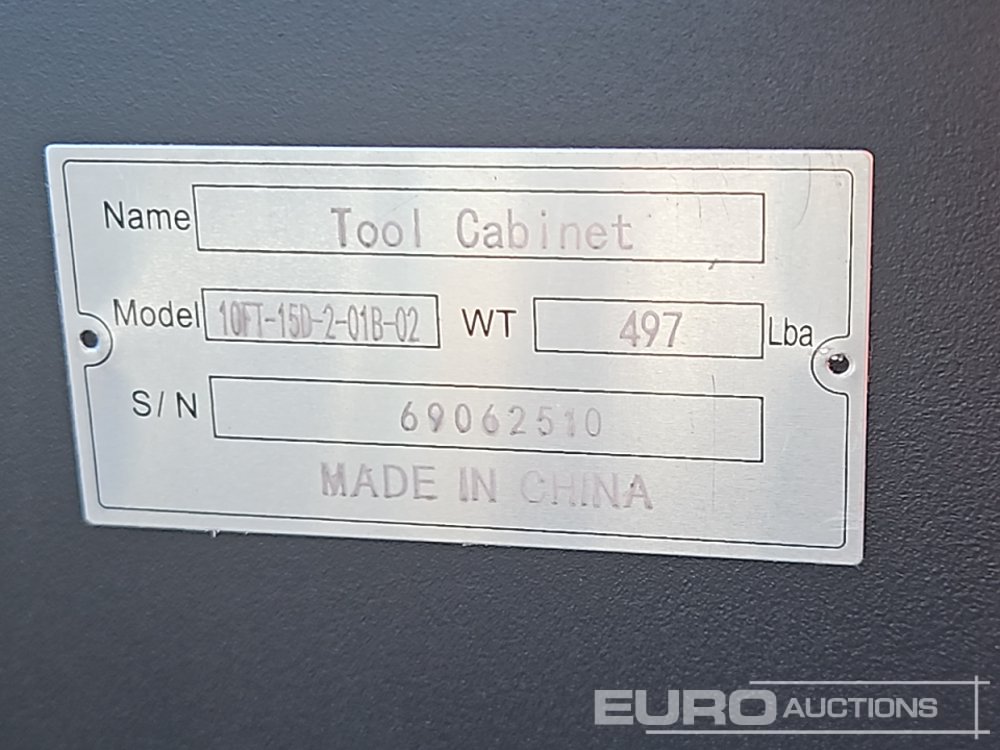 Name Tool Cabinet
Model 10FT-15D-2-01B-02 WT 497 Lba
S/N 69062510
MADE IN CHINA
EURO AUCTIONS